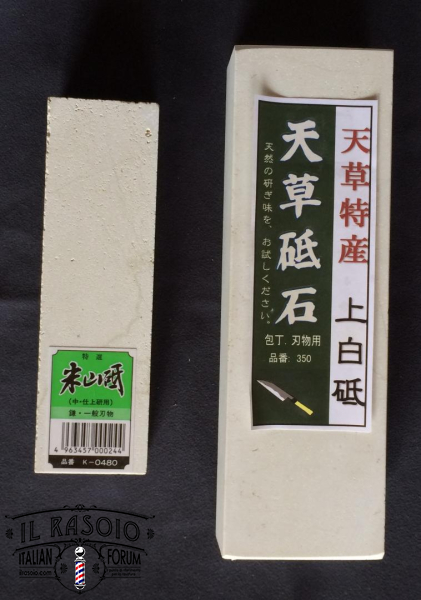 特選
米山砥
(中・仕上研用)
鎌・一般刃物
4 963457 000244
品番 K-0480
天草特産 上白砥
天草砥石
天然の研ぎ味を、お試しください。
包丁. 刃物用
品番: 350
IL RASOIO
ITALIAN FORUM
ilrasoio.com